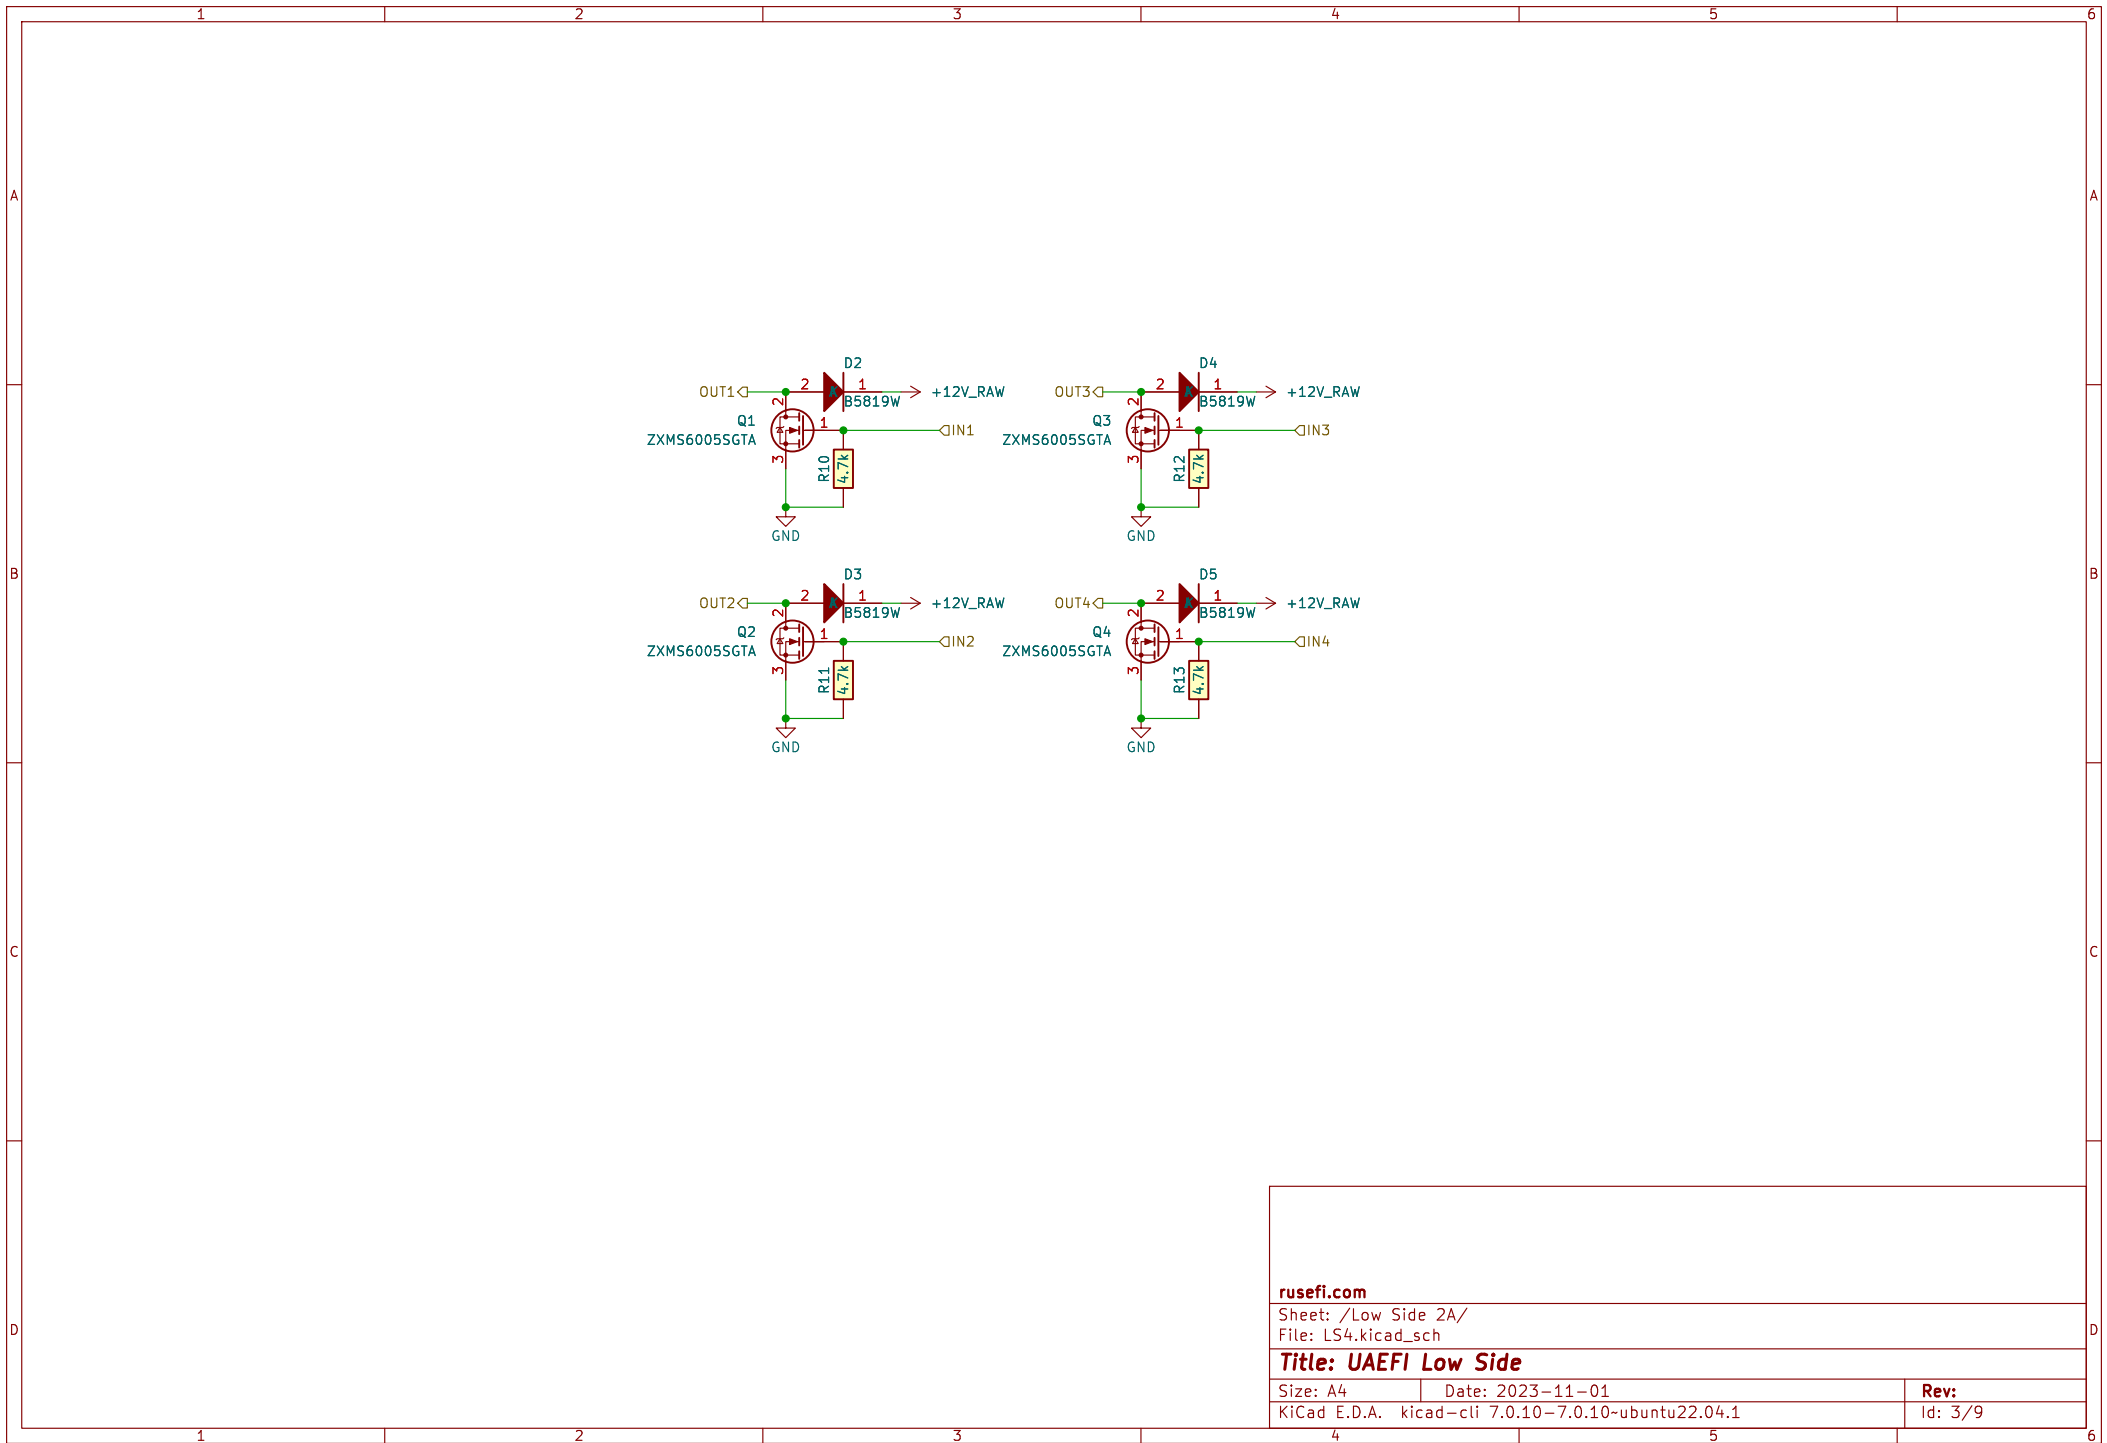 1 2 3 4 5 6
A A
D2 D4
OUT1 2 1 +12V_RAW OUT3 2 1 +12V_RAW
B5819W B5819W
2 2
Q1 1 IN1 Q3 1 IN3
ZXMS6005SGTA ZXMS6005SGTA
3 R10 4.7k 3 R12 4.7k
GND GND
B D3 D5 B
OUT2 2 1 +12V_RAW OUT4 2 1 +12V_RAW
B5819W B5819W
2 2
Q2 1 IN2 Q4 1 IN4
ZXMS6005SGTA ZXMS6005SGTA
3 R11 4.7k 3 R13 4.7k
GND GND
C C
rusefi.com
Sheet: /Low Side 2A/
File: LS4.kicad_sch
D D
Title: UAEFI Low Side
Size: A4 Date: 2023-11-01 Rev:
KiCad E.D.A. kicad-cli 7.0.10-7.0.10~ubuntu22.04.1 Id: 3/9
1 2 3 4 5 6